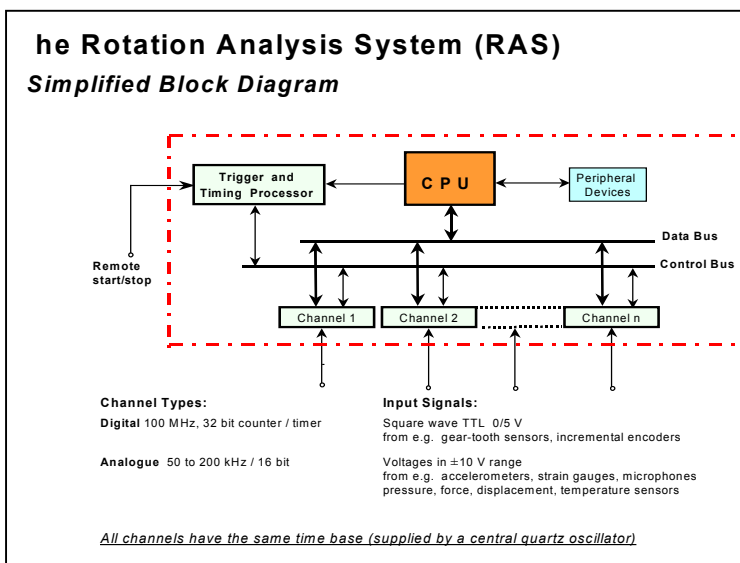 he Rotation Analysis System (RAS)
Simplified Block Diagram
Trigger and
Timing Processor
CPU
Peripheral
Devices
Data Bus
Control Bus
Remote
start/stop
Channel 1
Channel 2
Channel n
Channel Types:
Digital 100 MHz, 32 bit counter / timer
Analogue 50 to 200 kHz / 16 bit
Input Signals:
Square wave TTL 0/5 V
from e.g. gear-tooth sensors, incremental encoders
Voltages in ±10 V range
from e.g. accelerometers, strain gauges, microphones
pressure, force, displacement, temperature sensors
All channels have the same time base (supplied by a central quartz oscillator)